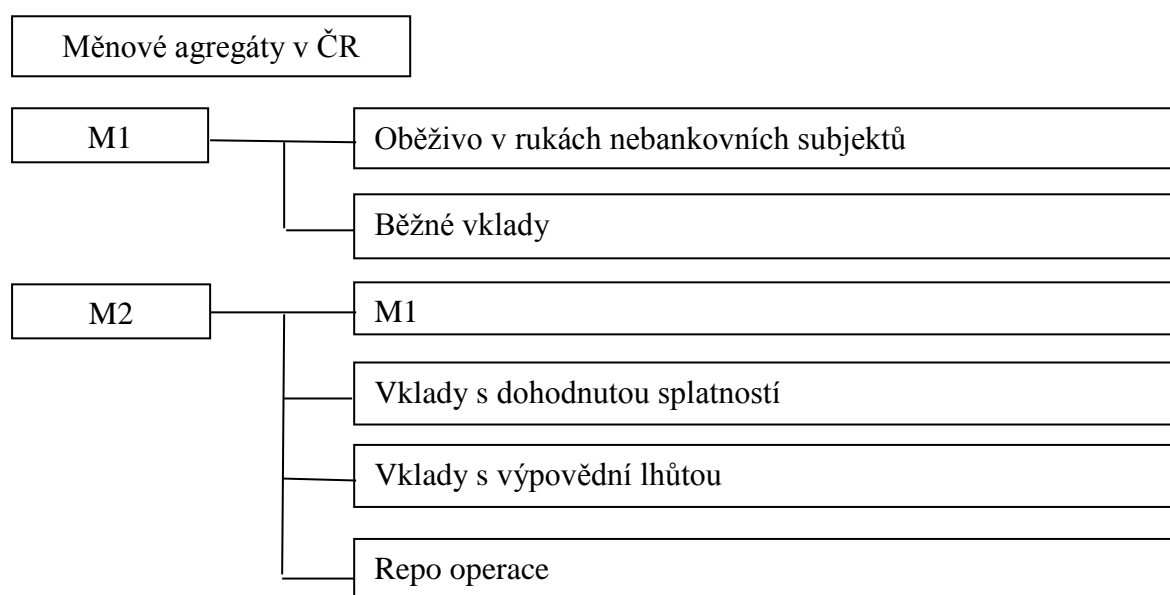 Měnové agregáty v ČR
M1
Oběživo v rukách nebankovních subjektů
Běžné vklady
M2
M1
Vklady s dohodnutou splatností
Vklady s výpovědní lhůtou
Repo operace